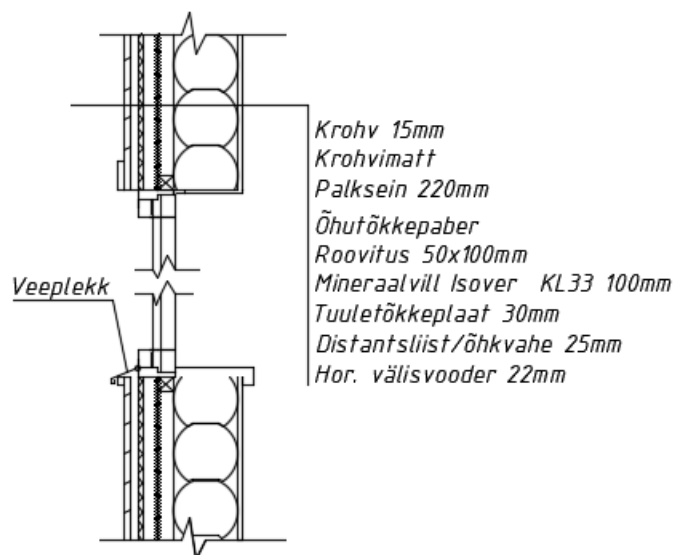 Krohv 15mm
Krohvimatt
Palksein 220mm
Õhutõkkepaber
Roovitus 50x100mm
Mineraalvill Isover KL33 100mm
Tuuletõkkeplaat 30mm
Distantsliist/õhkvahe 25mm
Hor. välisvooder 22mm
Veeplekk